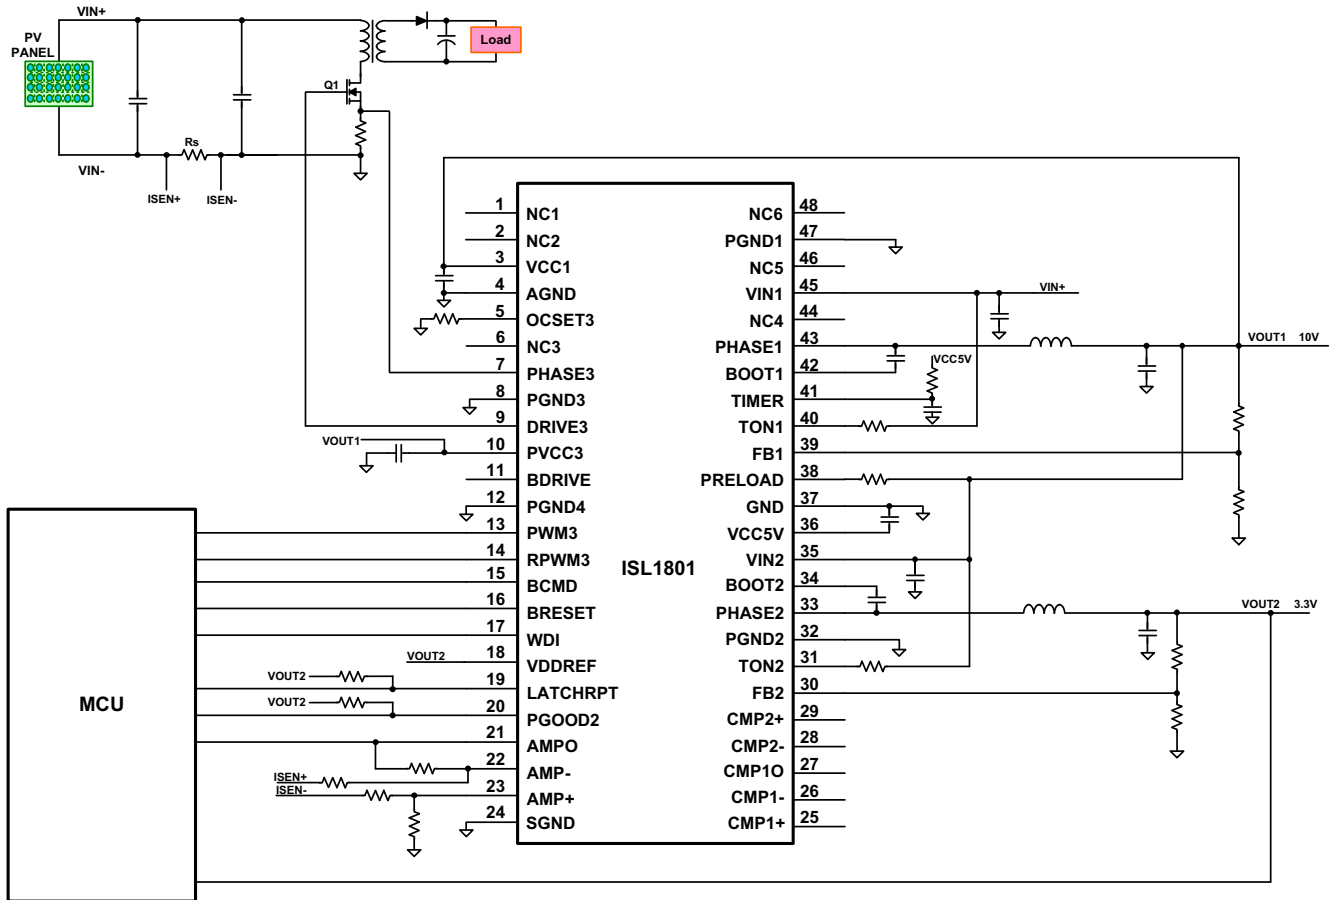 VIN+
PV
PANEL
Load
Q1
Rs
VIN-
ISEN+
ISEN-
1 NC1
2 NC2
3 VCC1
4 AGND
5 OCSET3
6 NC3
7 PHASE3
8 PGND3
9 DRIVE3
VOUT1
10 PVCC3
11 BDRIVE
12 PGND4
13 PWM3
14 RPWM3
15 BCMD
16 BRESET
17 WDI
VOUT2
18 VDDREF
VOUT2
19 LATCHRPT
VOUT2
20 PGOOD2
21 AMPO
22 AMP-
ISEN+
ISEN-
23 AMP+
24 SGND
MCU
ISL1801
NC6 48
PGND1 47
NC5 46
VIN1 45
VIN+
NC4 44
PHASE1 43
VOUT1 10V
BOOT1 42
VCC5V
TIMER 41
TON1 40
FB1 39
PRELOAD 38
GND 37
VCC5V 36
VIN2 35
BOOT2 34
PHASE2 33
VOUT2 3.3V
PGND2 32
TON2 31
FB2 30
CMP2+ 29
CMP2- 28
CMP1O 27
CMP1- 26
CMP1+ 25